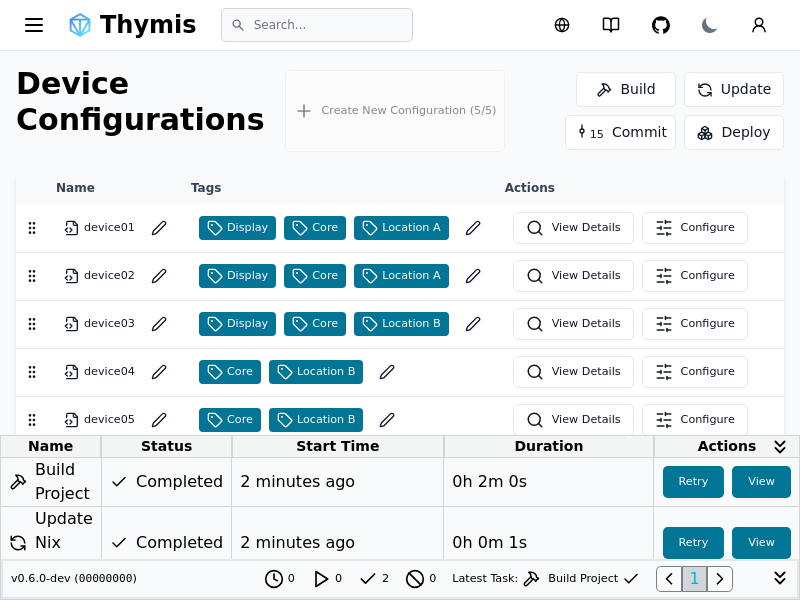 Thymis
Search...
Device
Configurations
Create New Configuration (5/5)
Build
Update
15 Commit
Deploy
Name Tags Actions
device01 Display Core Location A View Details Configure
device02 Display Core Location A View Details Configure
device03 Display Core Location B View Details Configure
device04 Core Location B View Details Configure
device05 Core Location B View Details Configure
Name Status Start Time Duration Actions
Build
Project Completed 2 minutes ago 0h 2m 0s Retry View
Update
Nix Completed 2 minutes ago 0h 0m 1s Retry View
v0.6.0-dev (00000000) 0 0 2 0 Latest Task: Build Project 1